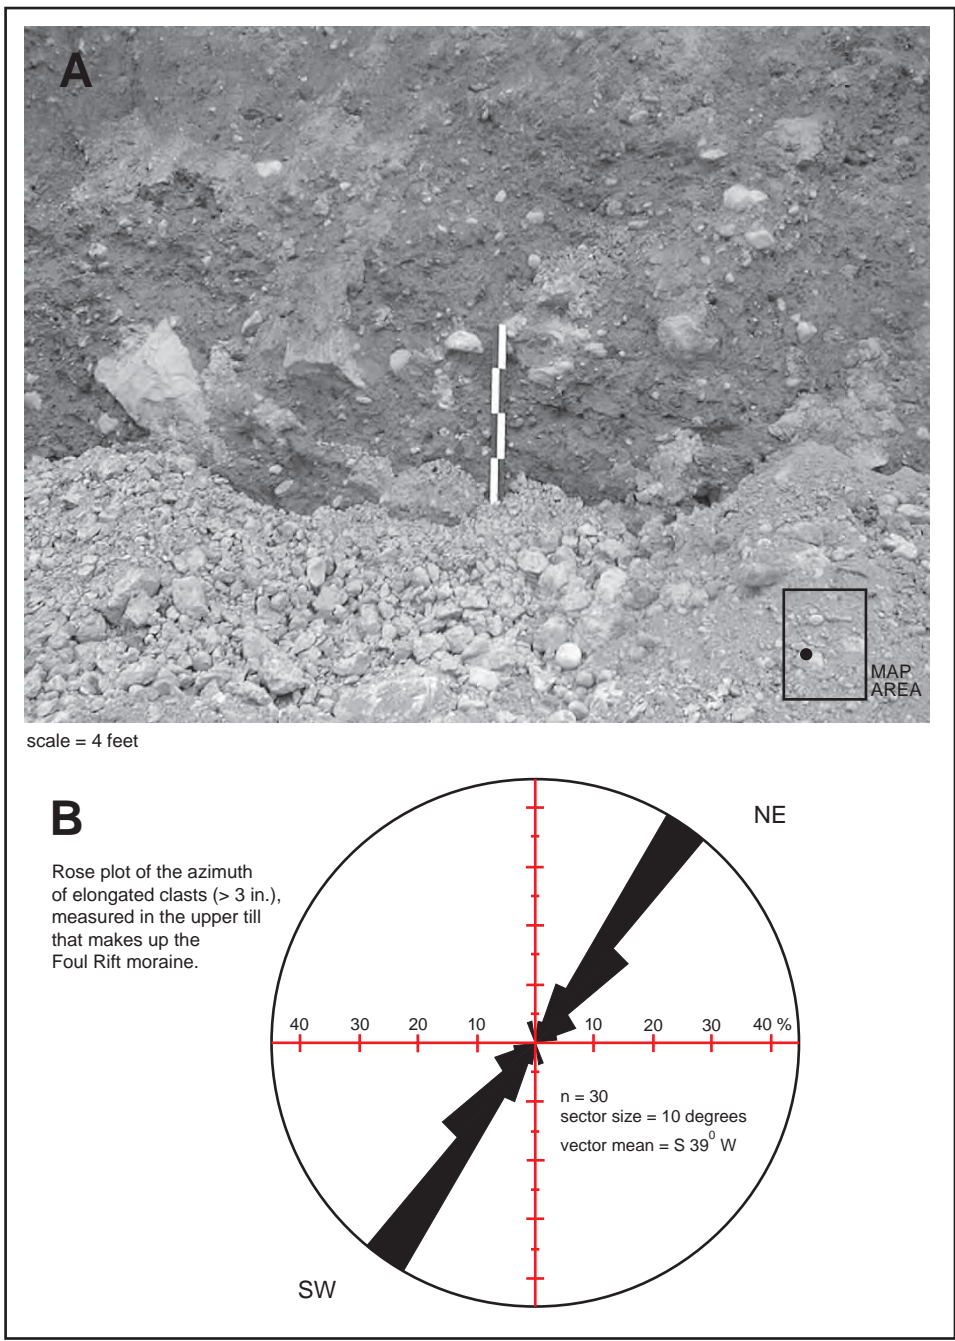 A
MAP
AREA
scale = 4 feet
B
Rose plot of the azimuth
of elongated clasts (> 3 in.),
measured in the upper till
that makes up the
Foul Rift moraine.
NE
40 30 20 10 10 20 30 40 %
n = 30
sector size = 10 degrees
vector mean = S 39⁰ W
SW